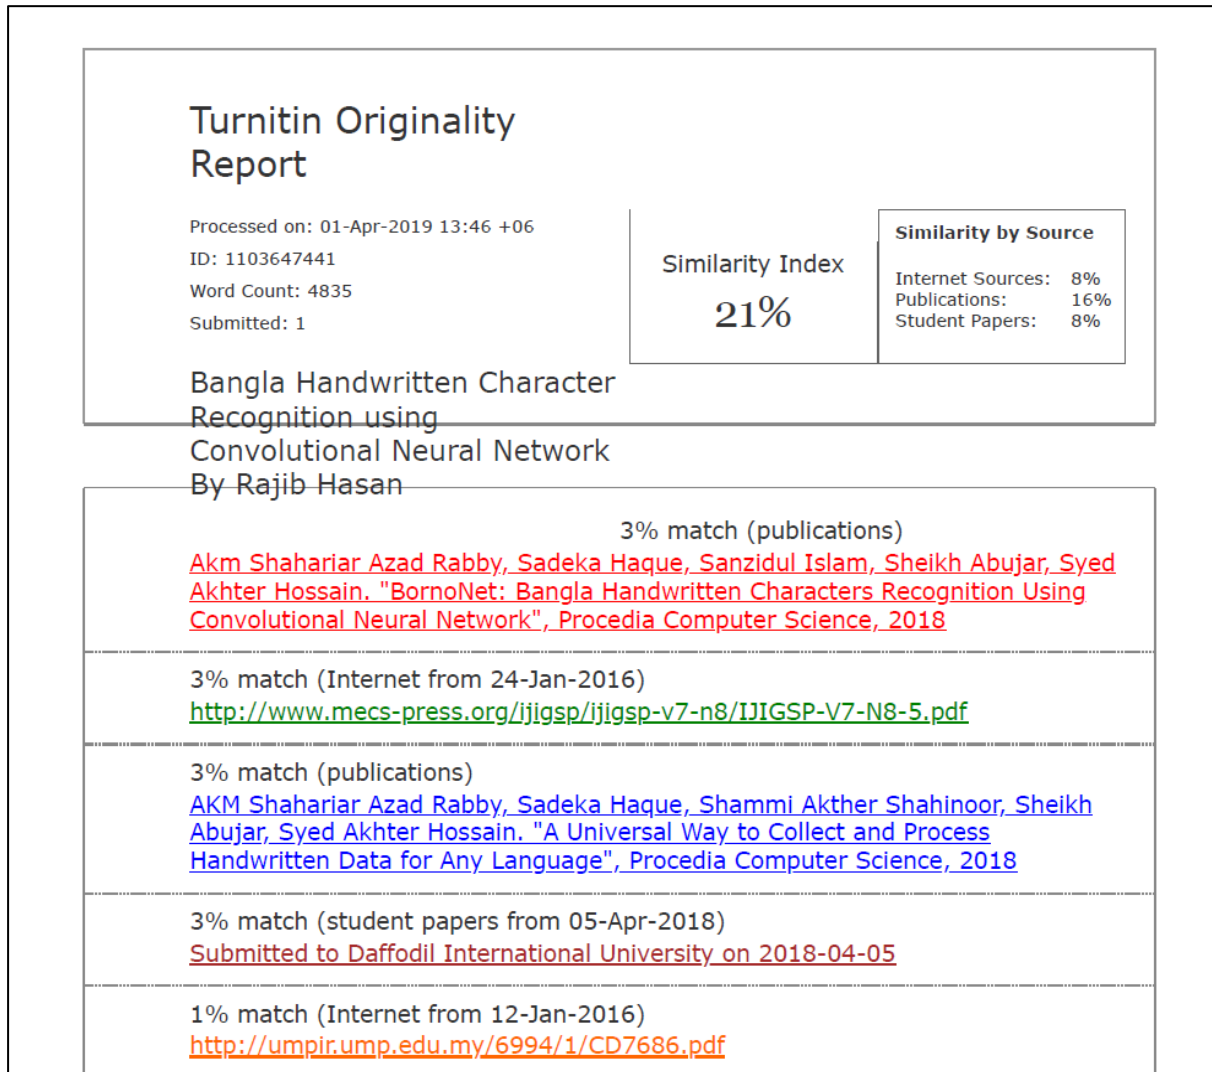 Turnitin Originality
Report
Processed on: 01-Apr-2019 13:46 +06
ID: 1103647441
Word Count: 4835
Submitted: 1
Similarity Index
21%
Similarity by Source
Internet Sources: 8%
Publications: 16%
Student Papers: 8%
Bangla Handwritten Character
Recognition using
Convolutional Neural Network
By Rajib Hasan
3% match (publications)
Akm Shahariar Azad Rabby, Sadeka Haque, Sanzidul Islam, Sheikh Abujar, Syed
Akhter Hossain. "BornoNet: Bangla Handwritten Characters Recognition Using
Convolutional Neural Network", Procedia Computer Science, 2018
3% match (Internet from 24-Jan-2016)
http://www.mecs-press.org/ijigsp/ijigsp-v7-n8/IJIGSP-V7-N8-5.pdf
3% match (publications)
AKM Shahariar Azad Rabby, Sadeka Haque, Shammi Akther Shahinoor, Sheikh
Abujar, Syed Akhter Hossain. "A Universal Way to Collect and Process
Handwritten Data for Any Language", Procedia Computer Science, 2018
3% match (student papers from 05-Apr-2018)
Submitted to Daffodil International University on 2018-04-05
1% match (Internet from 12-Jan-2016)
http://umpir.ump.edu.my/6994/1/CD7686.pdf